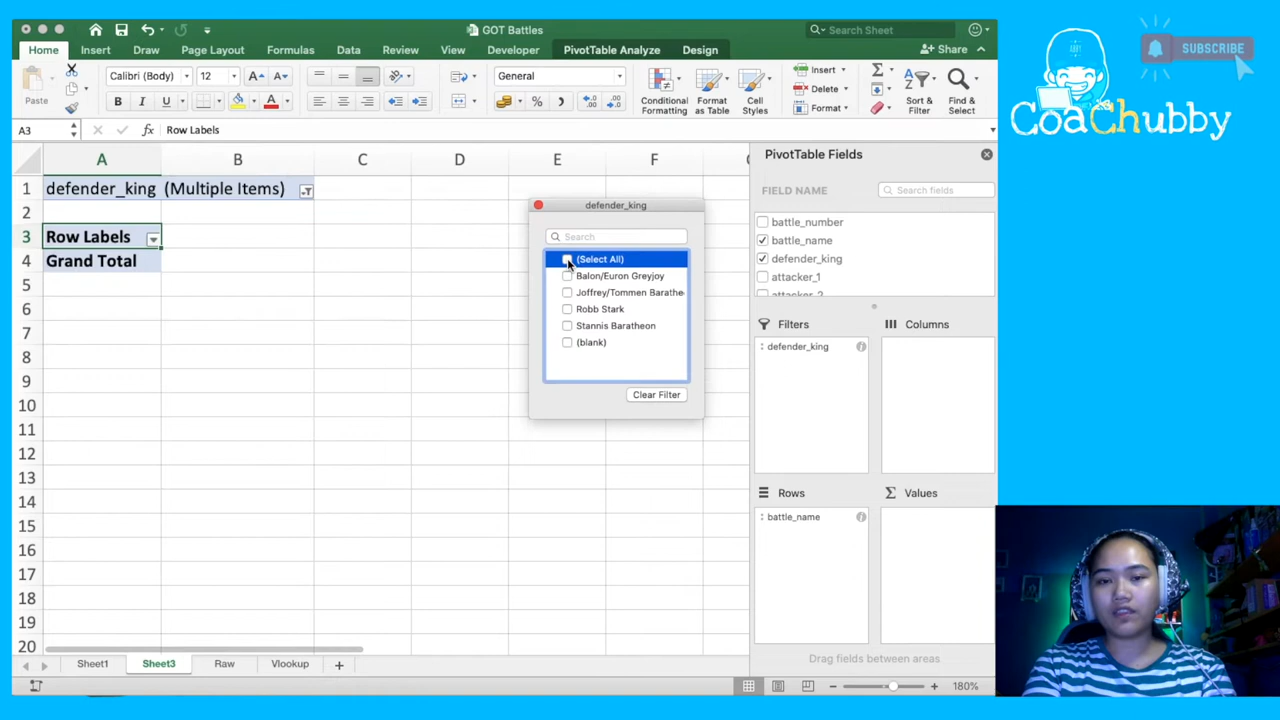 GOT Battles
Search Sheet
Home Insert Draw Page Layout Formulas Data Review View Developer PivotTable Analyze Design
Share
Paste
Calibri (Body) 12
General
Conditional Formatting
Format as Table
Cell Styles
Insert
Delete
Format
Sort & Filter
Find & Select
A3
fx Row Labels
A B C D E F
1 defender_king (Multiple Items)
2
3 Row Labels
4 Grand Total
5
6
7
8
9
10
11
12
13
14
15
16
17
18
19
20
defender_king
Search
(Select All)
Balon/Euron Greyjoy
Joffrey/Tommen Barathe
Robb Stark
Stannis Baratheon
(blank)
Clear Filter
PivotTable Fields
FIELD NAME
Search fields
battle_number
battle_name
defender_king
attacker_1
attacker_2
Filters
Columns
defender_king
Rows
Values
battle_name
Drag fields between areas
Sheet1 Sheet3 Raw Vlookup
180%
SUBSCRIBE
CoaChubby